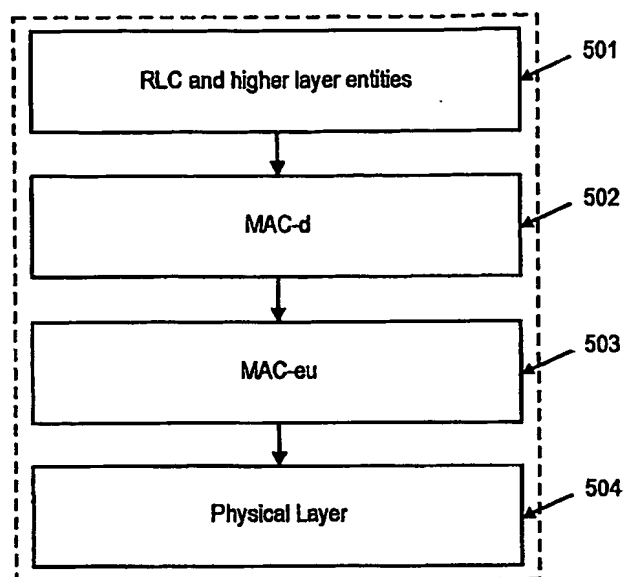 RLC and higher layer entities
501
MAC-d
502
MAC-eu
503
Physical Layer
504